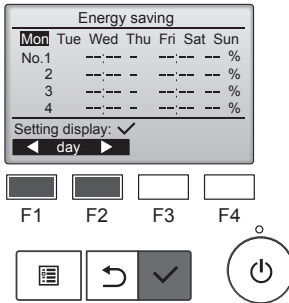 Energy saving
Mon Tue Wed Thu Fri Sat Sun
No.1 --:-- - --:-- -- %
2 --:-- - --:-- -- %
3 --:-- - --:-- -- %
4 --:-- - --:-- -- %
Setting display: ✓
◀ day ▶
F1 F2 F3 F4